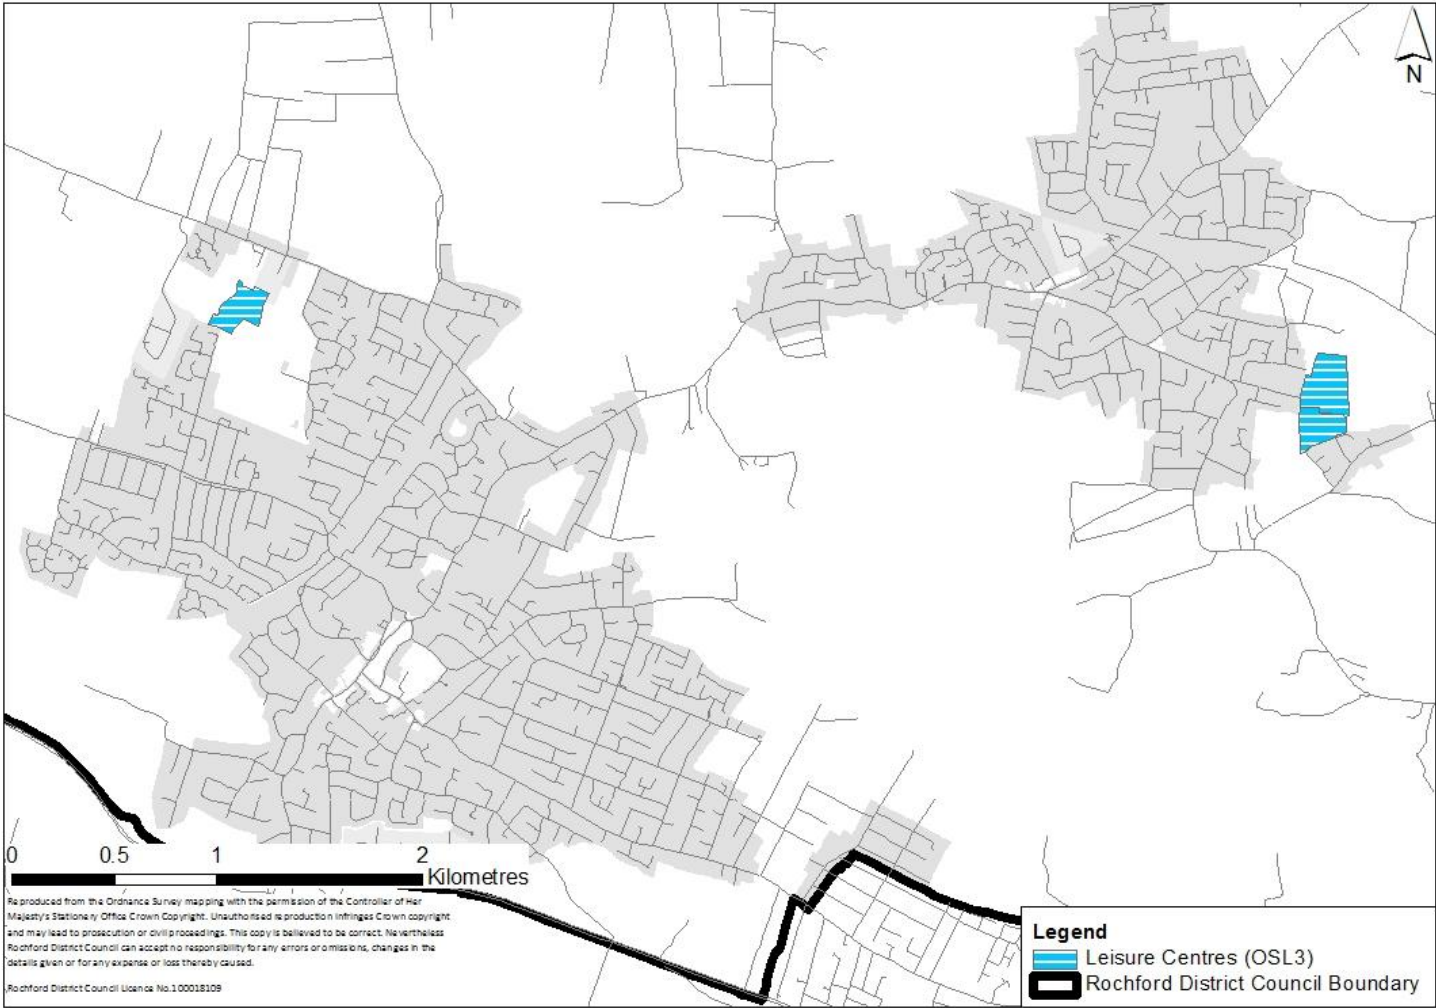 N
0 0.5 1 2
Kilometres
Reproduced from the Ordnance Survey mapping with the permission of the Controller of Her
Majesty's Stationery Office Crown Copyright. Unauthorised reproduction infringes Crown copyright
and may lead to prosecution or civil proceedings. This copy is believed to be correct. Nevertheless
Rochford District Council can accept no responsibility for any errors or omissions, changes in the
details given or for any expense or loss thereby caused.
Rochford District Council Licence No.100018109
Legend
Leisure Centres (OSL3)
Rochford District Council Boundary